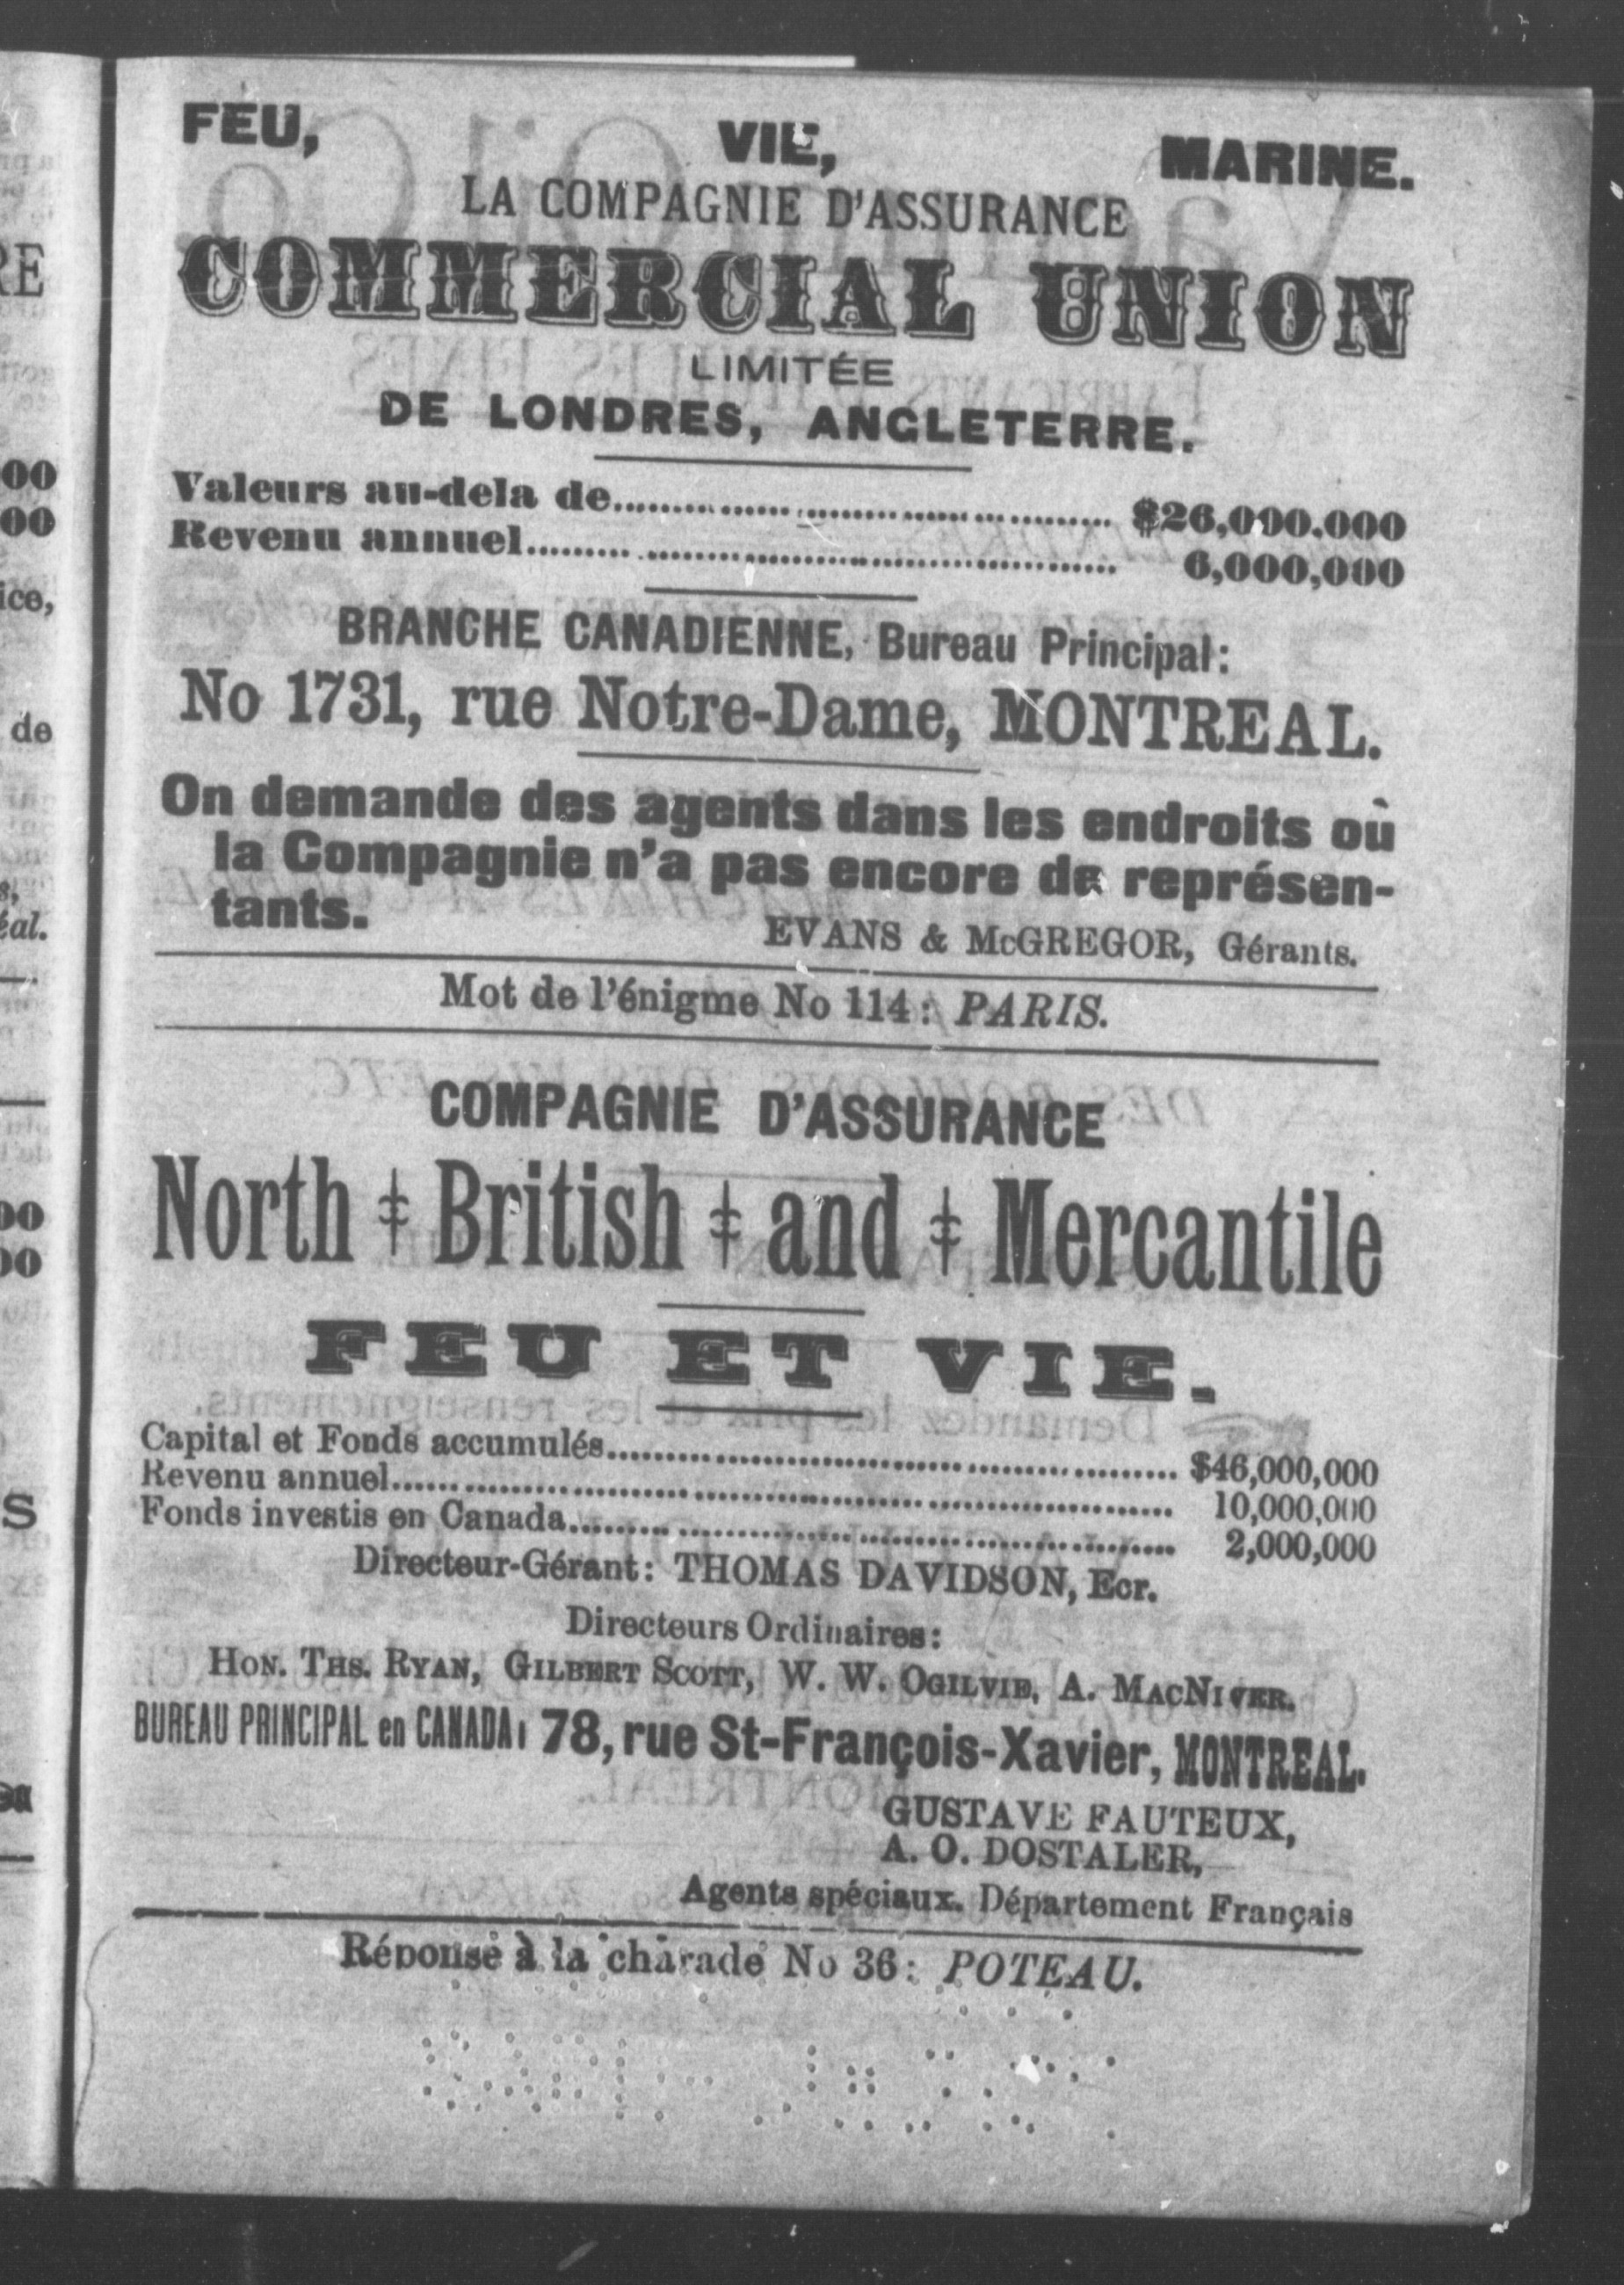 FEU, VIE, MARINE.
LA COMPAGNIE D'ASSURANCE
COMMERCIAL UNION
LIMITÉE
DE LONDRES, ANGLETERRE.
Valeurs au-dela de.......................................... $26,000.000
Revenu annuel.......................................... 6,000,000
BRANCHE CANADIENNE, Bureau Principal:
No 1731, rue Notre-Dame, MONTREAL.
On demande des agents dans les endroits où
la Compagnie n'a pas encore de représen-
tants.
EVANS & McGREGOR, Gérants.
Mot de l'énigme No 114: PARIS.
COMPAGNIE D'ASSURANCE
North ‡ British ‡ and ‡ Mercantile
FEU ET VIE.
Capital et Fonds accumulés.......................................... $46,000,000
Revenu annuel.......................................... 10,000,000
Fonds investis en Canada.......................................... 2,000,000
Directeur-Gérant: THOMAS DAVIDSON, Ecr.
Directeurs Ordinaires:
HON. THS. RYAN, GILBERT SCOTT, W. W. OGILVIE, A. MACNIVER.
BUREAU PRINCIPAL en CANADA: 78, rue St-François-Xavier, MONTREAL.
GUSTAVE FAUTEUX,
A. O. DOSTALER,
Agents spéciaux. Département Français
Réponse à la charade No 36: POTEAU.